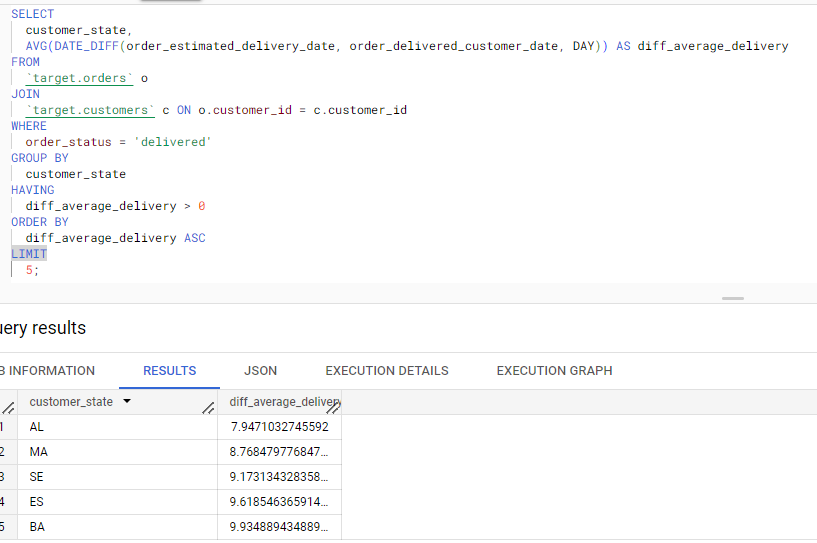 SELECT
customer_state,
AVG(DATE_DIFF(order_estimated_delivery_date, order_delivered_customer_date, DAY)) AS diff_average_delivery
FROM
`target.orders` o
JOIN
`target.customers` c ON o.customer_id = c.customer_id
WHERE
order_status = 'delivered'
GROUP BY
customer_state
HAVING
diff_average_delivery > 0
ORDER BY
diff_average_delivery ASC
LIMIT
5;
uery results
B INFORMATION RESULTS JSON EXECUTION DETAILS EXECUTION GRAPH
customer_state diff_average_delivery
1 AL 7.9471032745592
2 MA 8.768479776847...
3 SE 9.173134328358...
4 ES 9.618546365914...
5 BA 9.934889434889...